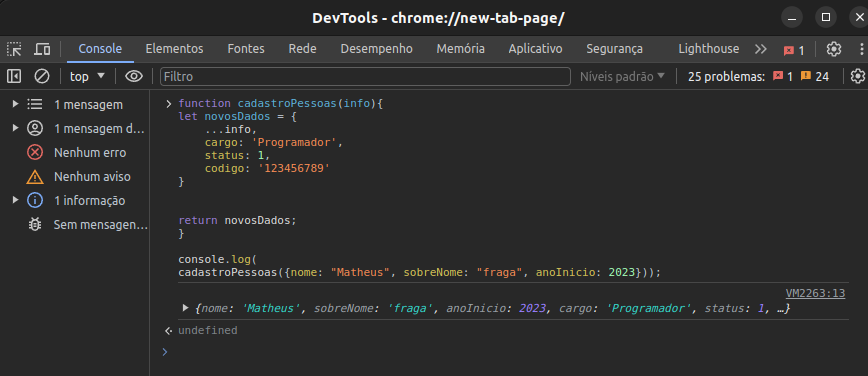 DevTools - chrome://new-tab-page/
Console Elementos Fontes Rede Desempenho Memória Aplicativo Segurança Lighthouse 1
top Filtro Níveis padrão 25 problemas: 1 24
1 mensagem
1 mensagem d...
Nenhum erro
Nenhum aviso
1 informação
Sem mensagen...
function cadastroPessoas(info){
let novosDados = {
...info,
cargo: 'Programador',
status: 1,
codigo: '123456789'
}
return novosDados;
}
console.log(
cadastroPessoas({nome: "Matheus", sobreNome: "fraga", anoInicio: 2023}));
VM2263:13
{nome: 'Matheus', sobreNome: 'fraga', anoInicio: 2023, cargo: 'Programador', status: 1, …}
undefined